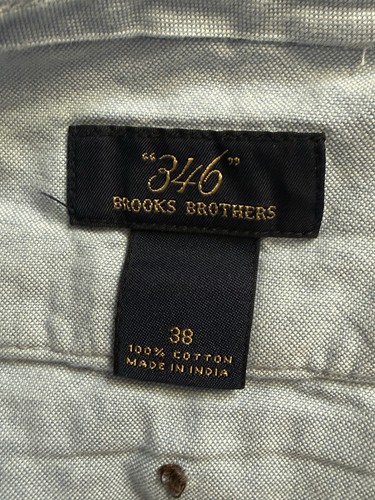 "346"
BROOKS BROTHERS
38
100% COTTON
MADE IN INDIA